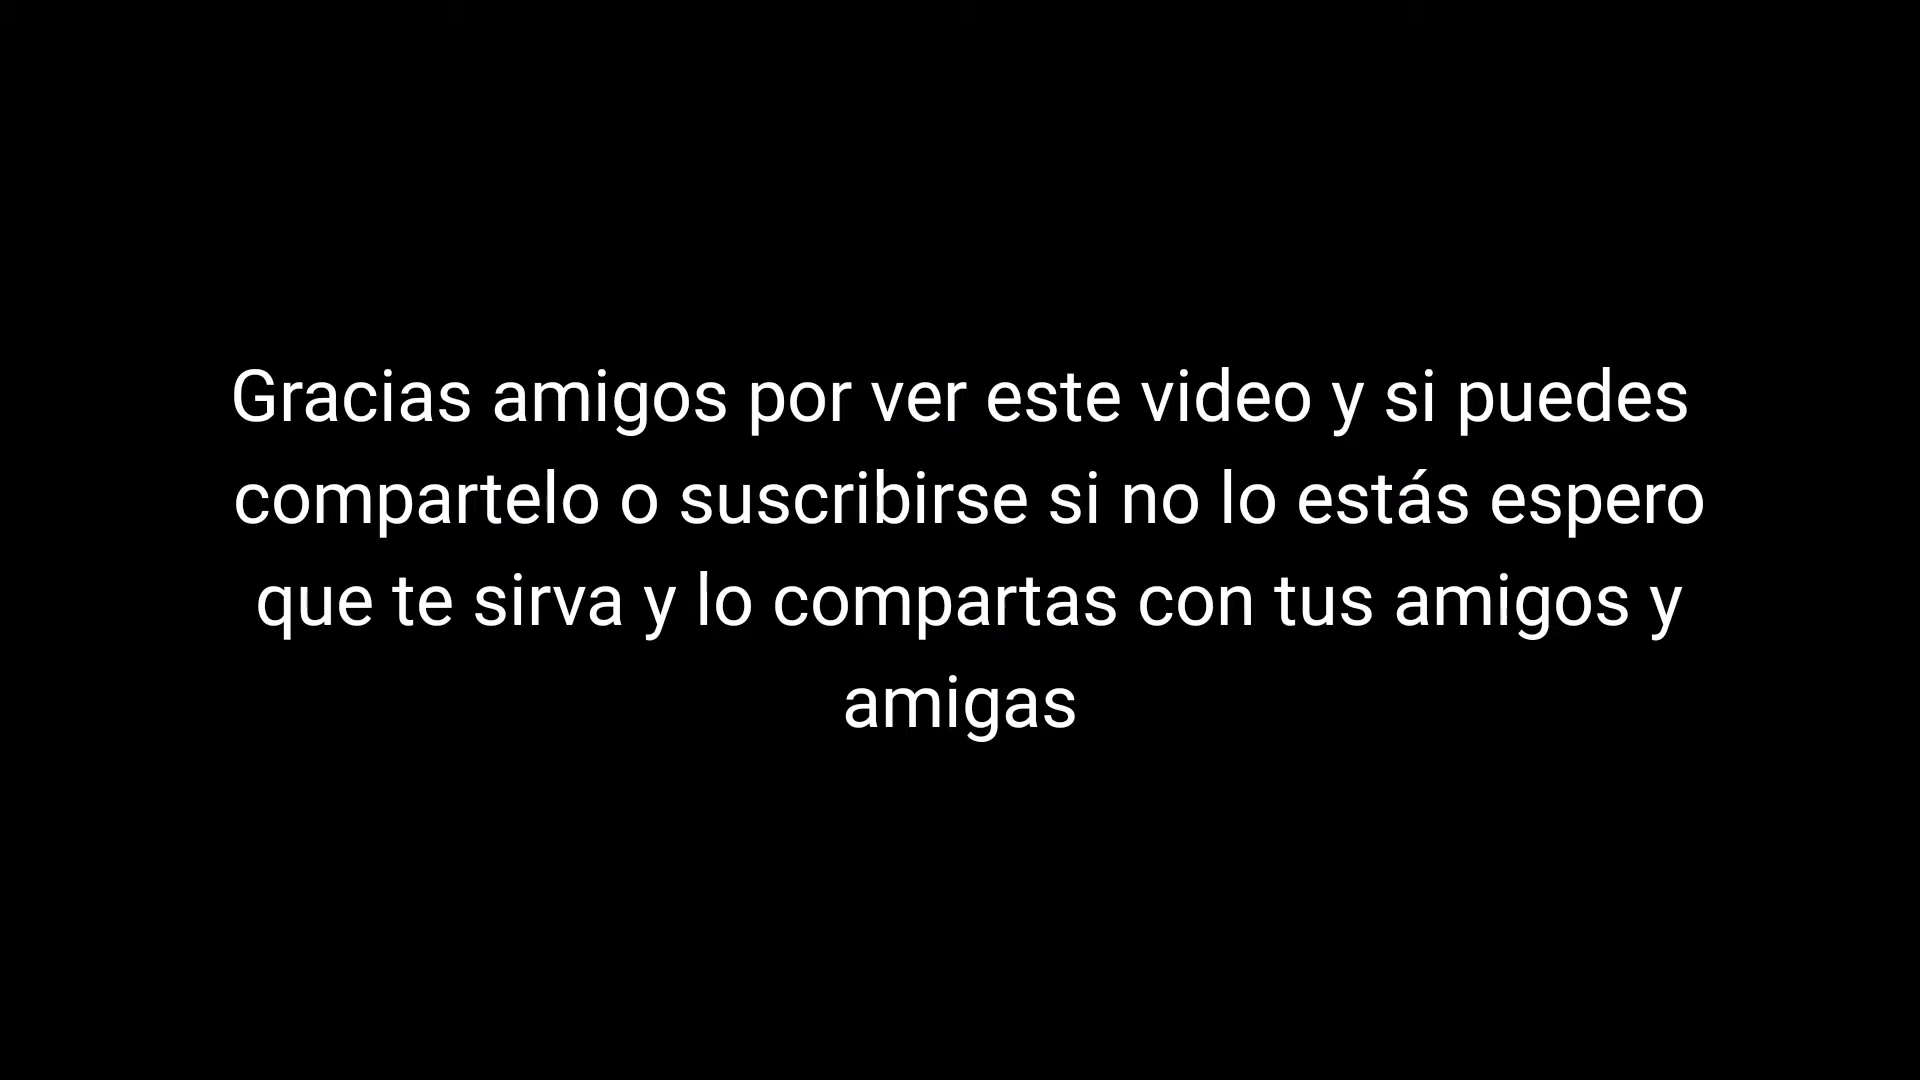 Gracias amigos por ver este video y si puedes
compartelo o suscribirse si no lo estás espero
que te sirva y lo compartas con tus amigos y
amigas